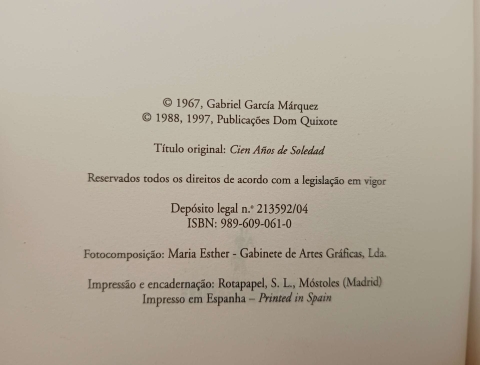 © 1967, Gabriel García Márquez
© 1988, 1997, Publicações Dom Quixote
Título original: Cien Años de Soledad
Reservados todos os direitos de acordo com a legislação em vigor
Depósito legal n.º 213592/04
ISBN: 989-609-061-0
Fotocomposição: Maria Esther - Gabinete de Artes Gráficas, Lda.
Impressão e encadernação: Rotapapel, S. L., Móstoles (Madrid)
Impresso em Espanha – Printed in Spain